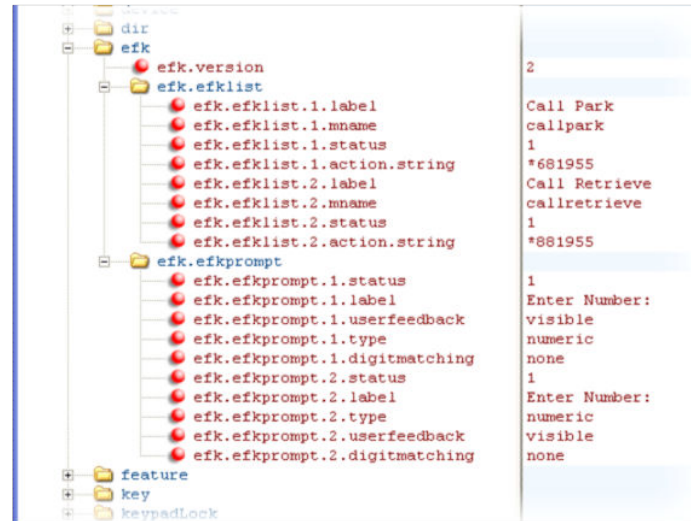 device
dir
efk
efk.version 2
efk.efklist
efk.efklist.1.label Call Park
efk.efklist.1.mname callpark
efk.efklist.1.status 1
efk.efklist.1.action.string *681955
efk.efklist.2.label Call Retrieve
efk.efklist.2.mname callretrieve
efk.efklist.2.status 1
efk.efklist.2.action.string *881955
efk.efkprompt
efk.efkprompt.1.status 1
efk.efkprompt.1.label Enter Number:
efk.efkprompt.1.userfeedback visible
efk.efkprompt.1.type numeric
efk.efkprompt.1.digitmatching none
efk.efkprompt.2.status 1
efk.efkprompt.2.label Enter Number:
efk.efkprompt.2.type numeric
efk.efkprompt.2.userfeedback visible
efk.efkprompt.2.digitmatching none
feature
key
keypadLock